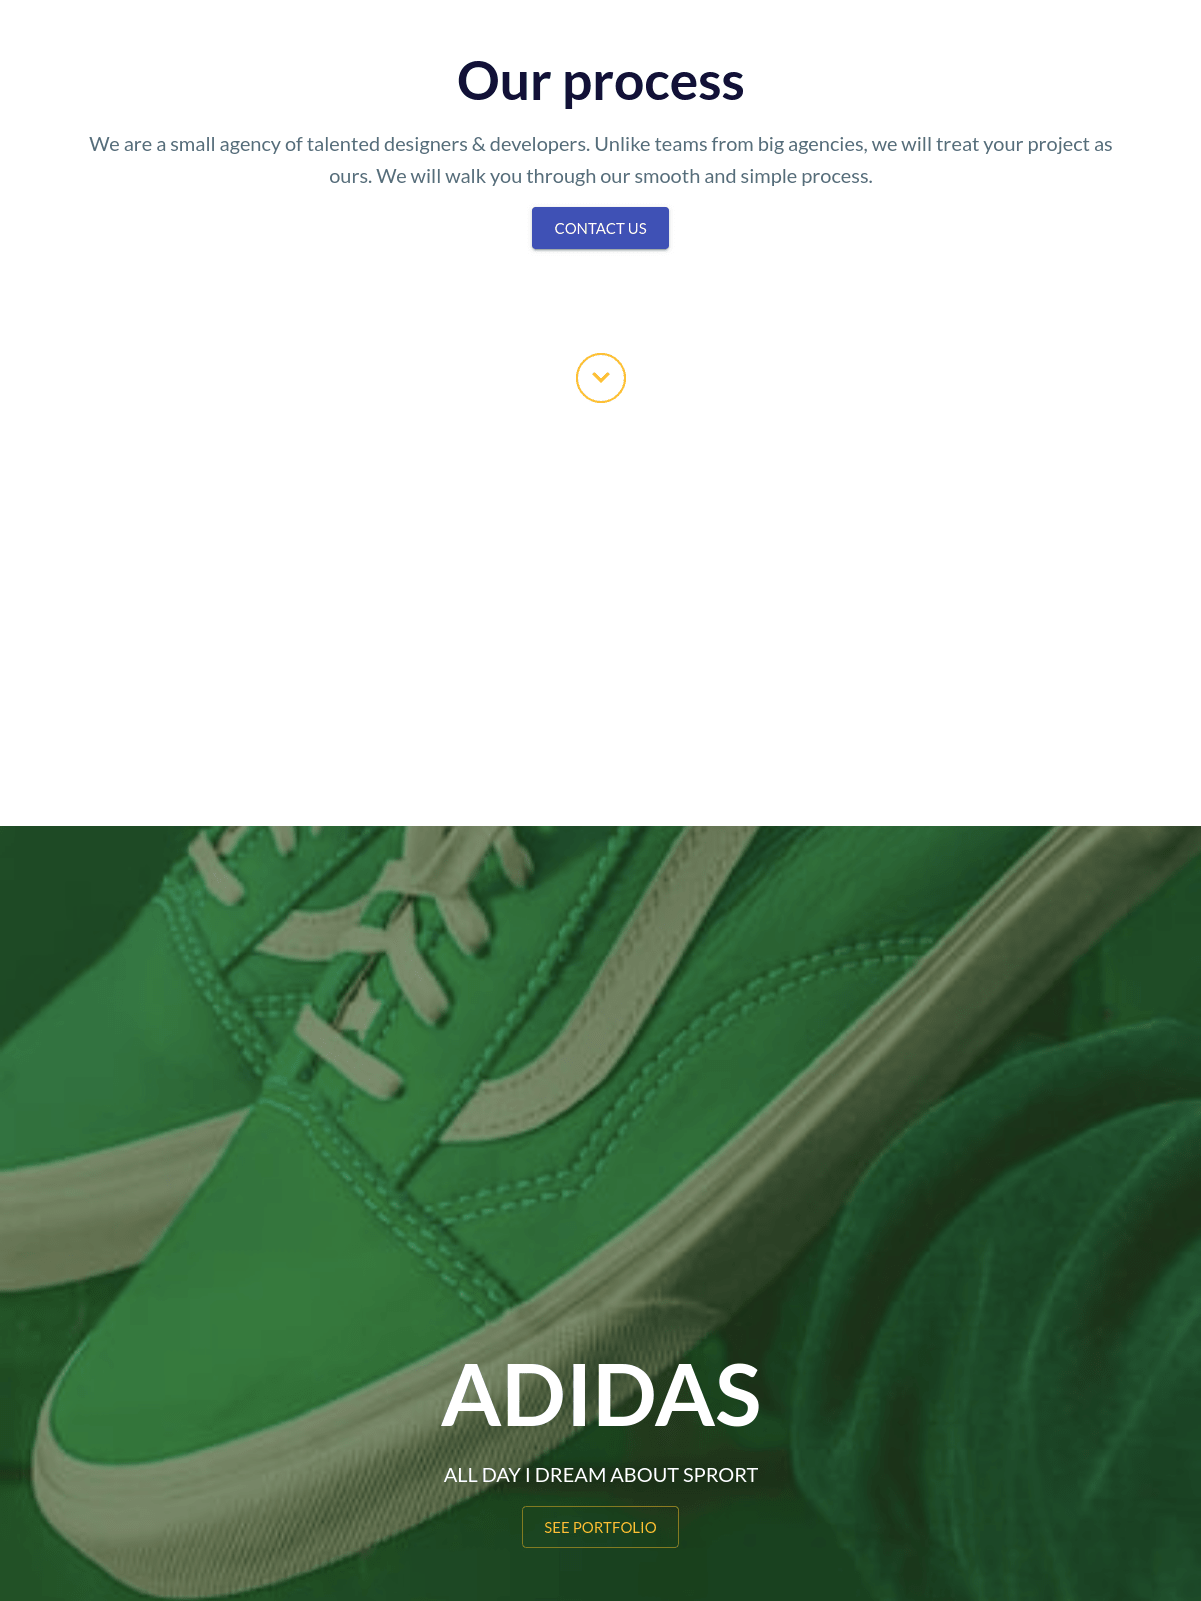 Our process
We are a small agency of talented designers & developers. Unlike teams from big agencies, we will treat your project as
ours. We will walk you through our smooth and simple process.
CONTACT US
ADIDAS
ALL DAY I DREAM ABOUT SPRORT
SEE PORTFOLIO